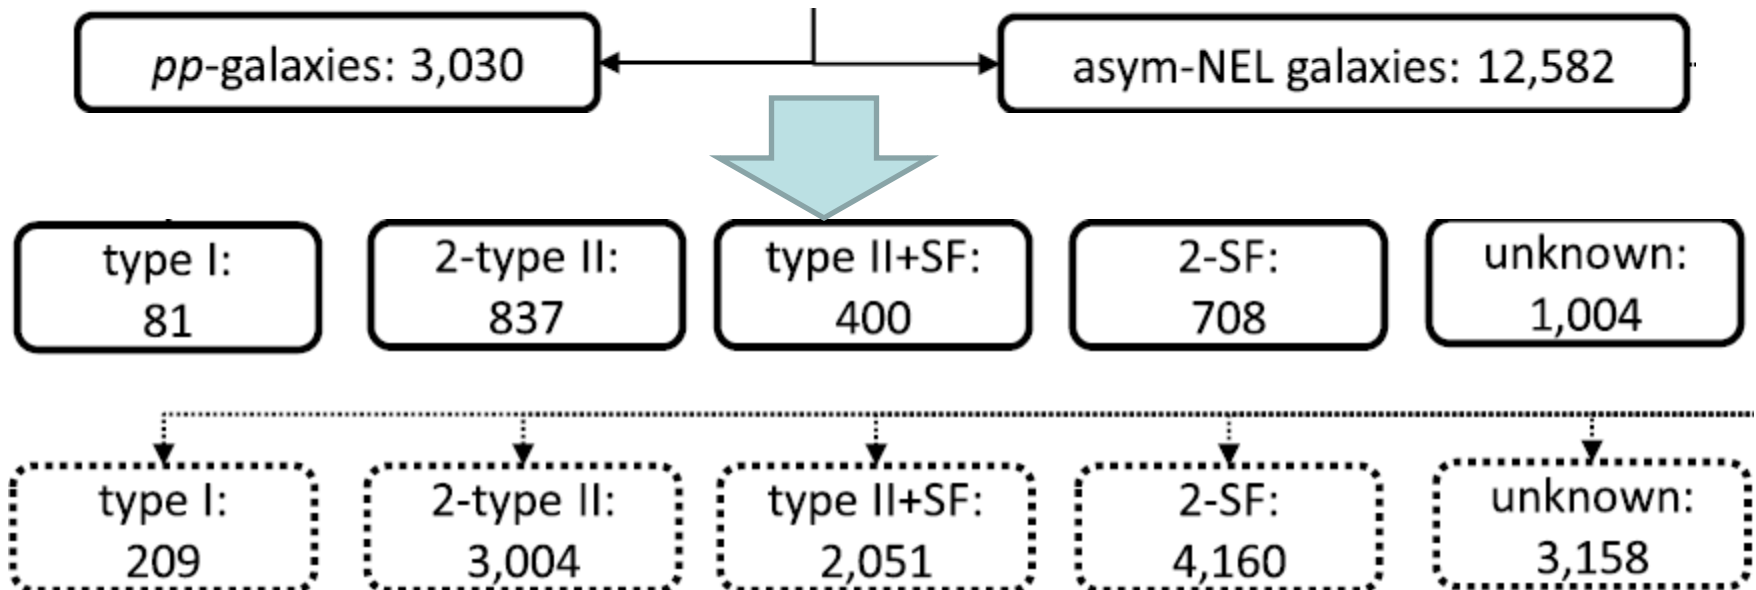 pp-galaxies: 3,030
asym-NEL galaxies: 12,582
type I:
81
2-type II:
837
type II+SF:
400
2-SF:
708
unknown:
1,004
type I:
209
2-type II:
3,004
type II+SF:
2,051
2-SF:
4,160
unknown:
3,158